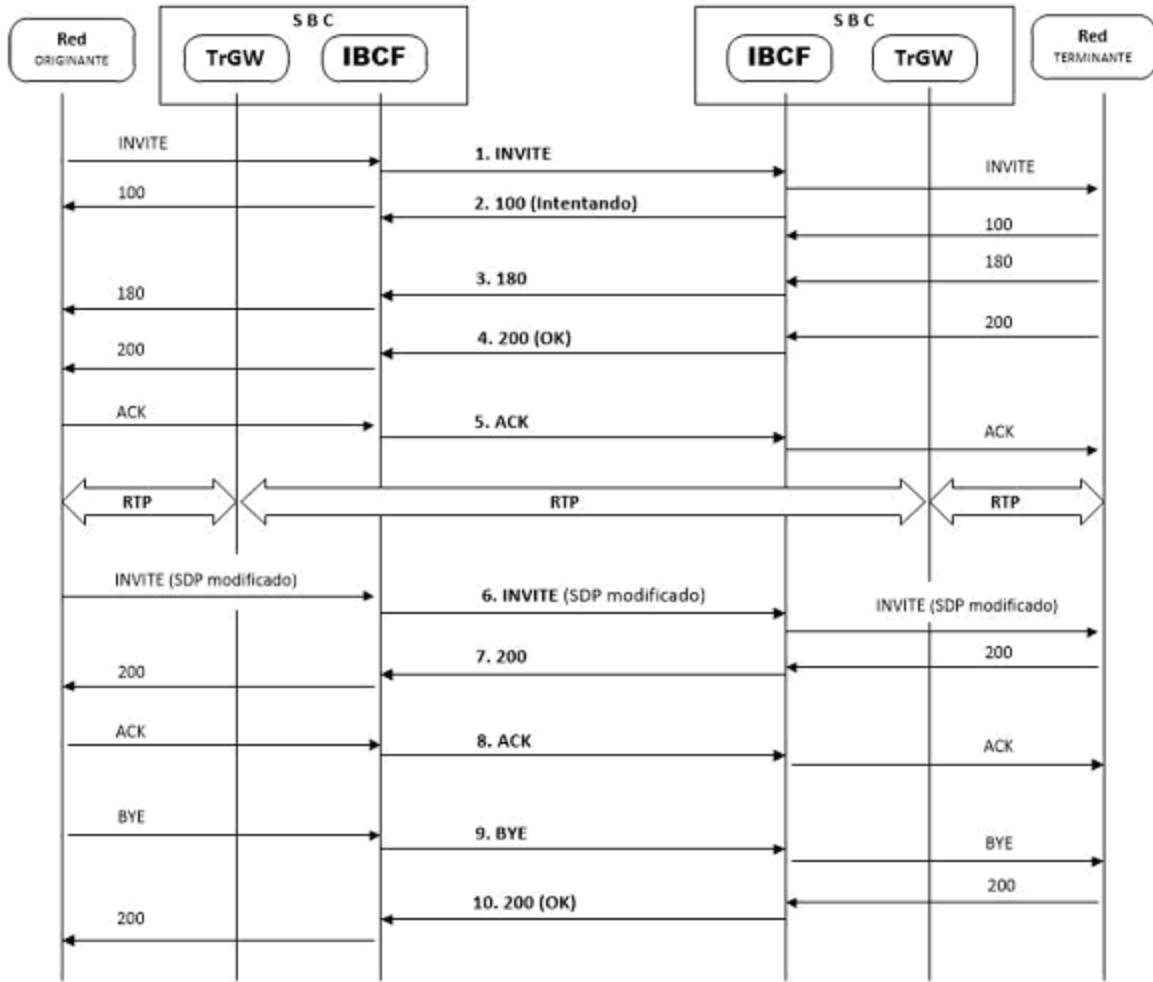 S B C
S B C
Red
ORIGINANTE
TrGW
IBCF
IBCF
TrGW
Red
TERMINANTE
INVITE
1. INVITE
INVITE
100
2. 100 (Intentando)
100
180
3. 180
180
200
4. 200 (OK)
200
ACK
5. ACK
ACK
RTP
RTP
RTP
INVITE (SDP modificado)
6. INVITE (SDP modificado)
INVITE (SDP modificado)
200
7. 200
200
ACK
8. ACK
ACK
BYE
9. BYE
BYE
200
10. 200 (OK)
200